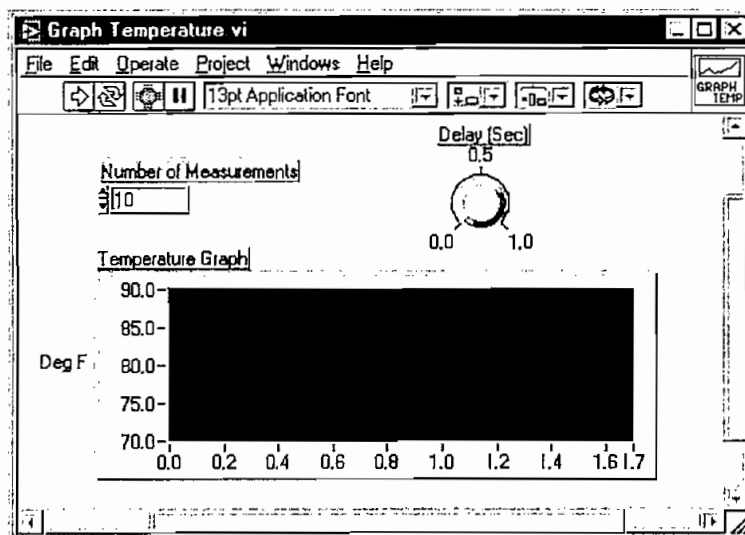 Graph Temperature.vi
File Edit Operate Project Windows Help
13pt Application Font
GRAPH
TEMP
Delay (Sec)
0.5
0.0 1.0
Number of Measurements
10
Temperature Graph
90.0
85.0
Deg F 80.0
75.0
70.0
0.0 0.2 0.4 0.6 0.8 1.0 1.2 1.4 1.6 1.7